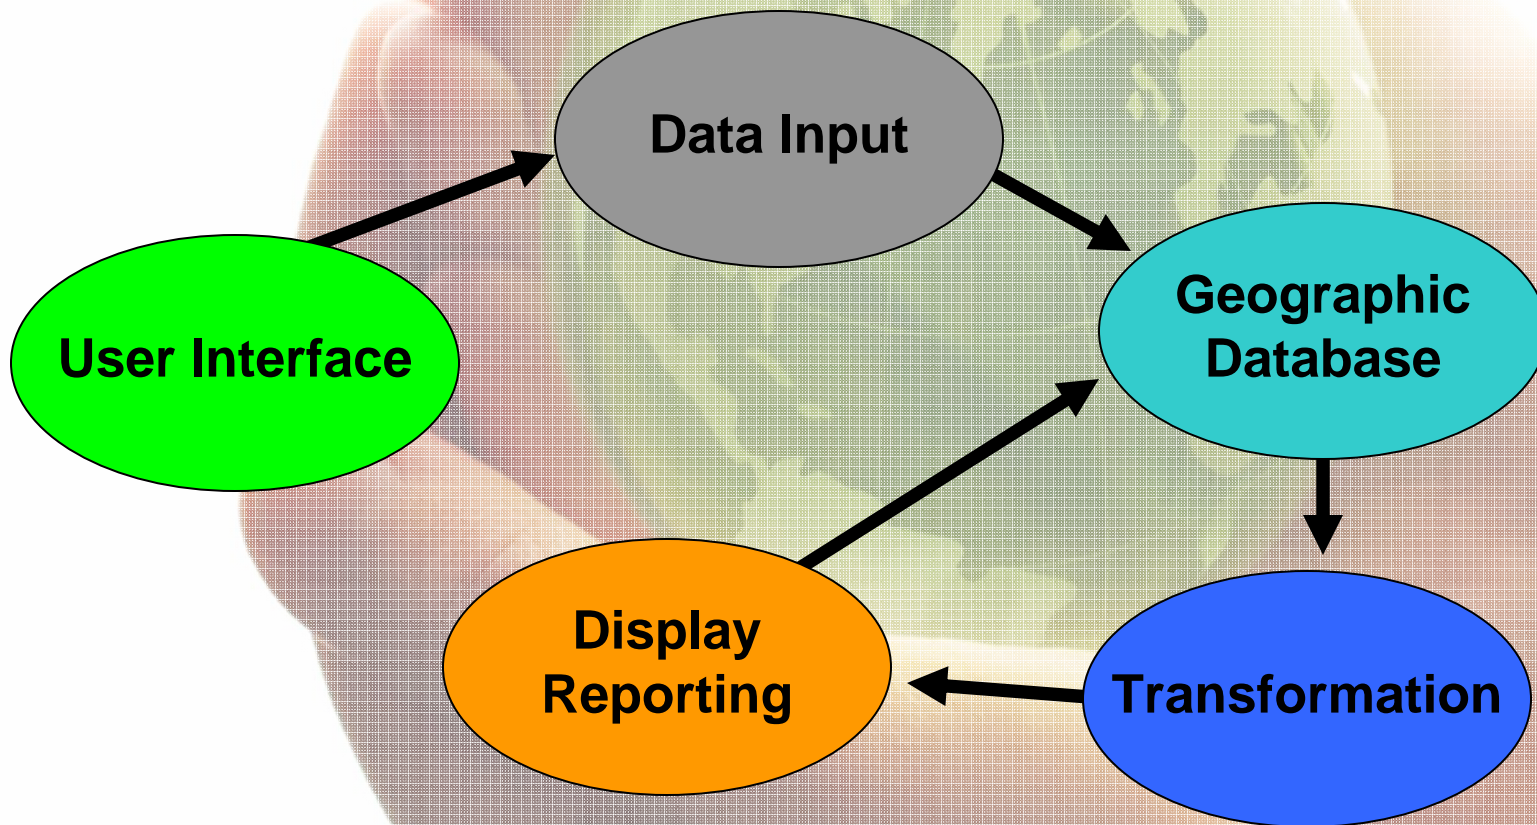 Data Input
Geographic
Database
User Interface
Display
Reporting
Transformation